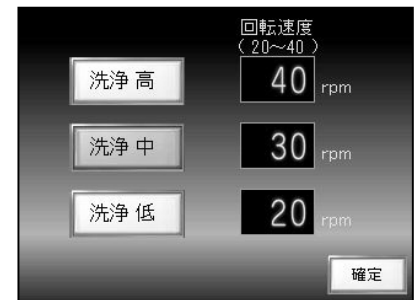 回転速度
(20～40)
洗浄 高 40 rpm
洗浄 中 30 rpm
洗浄 低 20 rpm
確定